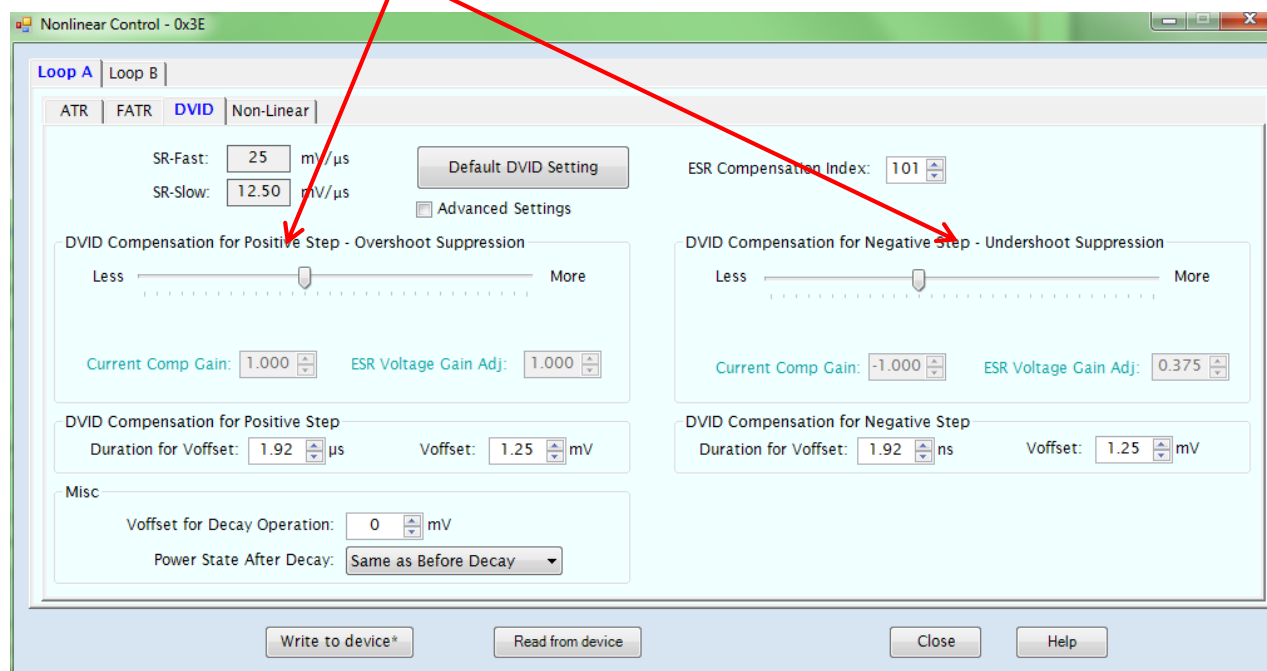 Nonlinear Control - 0x3E
Loop A Loop B
ATR FATR DVID Non-Linear
SR-Fast: 25 mV/µs
SR-Slow: 12.50 mV/µs
Default DVID Setting
Advanced Settings
ESR Compensation Index: 101
DVID Compensation for Positive Step - Overshoot Suppression
Less More
Current Comp Gain: 1.000 ESR Voltage Gain Adj: 1.000
DVID Compensation for Negative Step - Undershoot Suppression
Less More
Current Comp Gain: -1.000 ESR Voltage Gain Adj: 0.375
DVID Compensation for Positive Step
Duration for Voffset: 1.92 µs Voffset: 1.25 mV
DVID Compensation for Negative Step
Duration for Voffset: 1.92 ns Voffset: 1.25 mV
Misc
Voffset for Decay Operation: 0 mV
Power State After Decay: Same as Before Decay
Write to device* Read from device Close Help